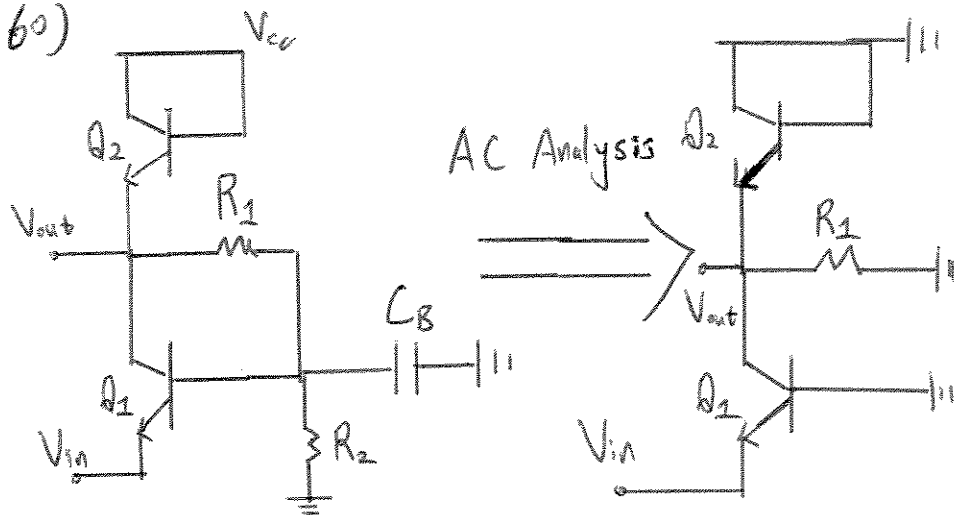 60)
Vcc
Q2
AC Analysis
Q2
R1
Vout
R1
Vout
CB
Q1
Q1
Vin
R2
Vin